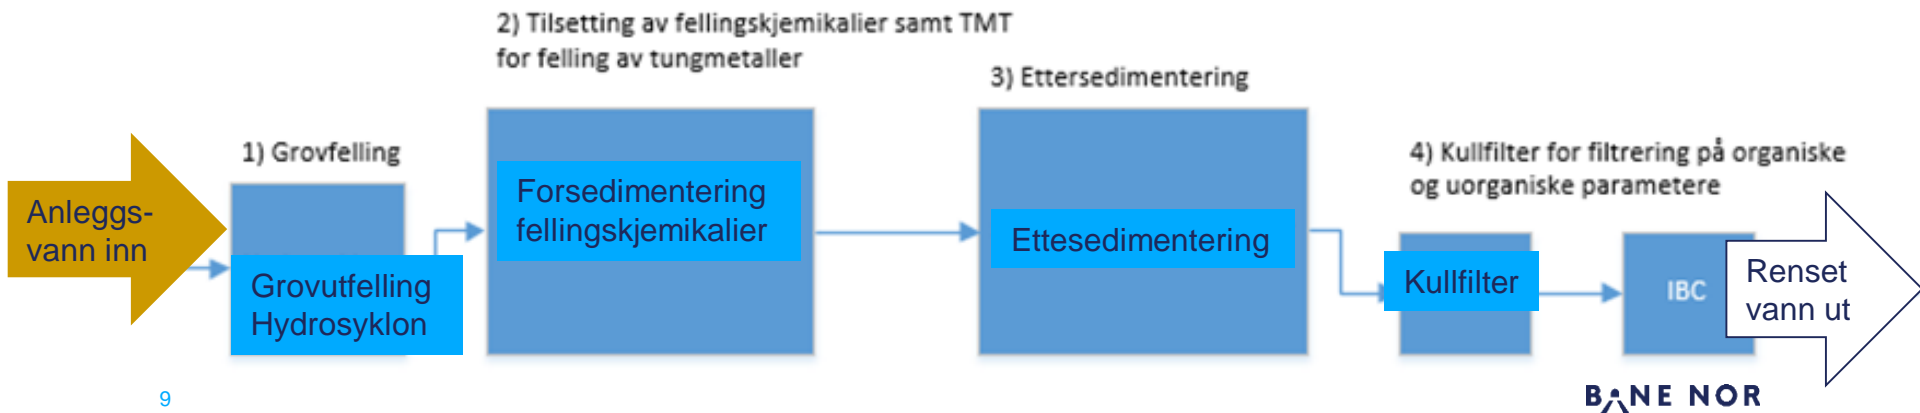 2) Tilsetting av fellingskjemikalier samt TMT
for felling av tungmetaller
3) Ettersedimentering
1) Grovfelling
4) Kullfilter for filtrering på organiske
og uorganiske parametere
Anleggs-
vann inn
Grovutfelling
Hydrosyklon
Forsedimentering
fellingskjemikalier
Ettesedimentering
Kullfilter
IBC
Renset
vann ut
9
BANE NOR